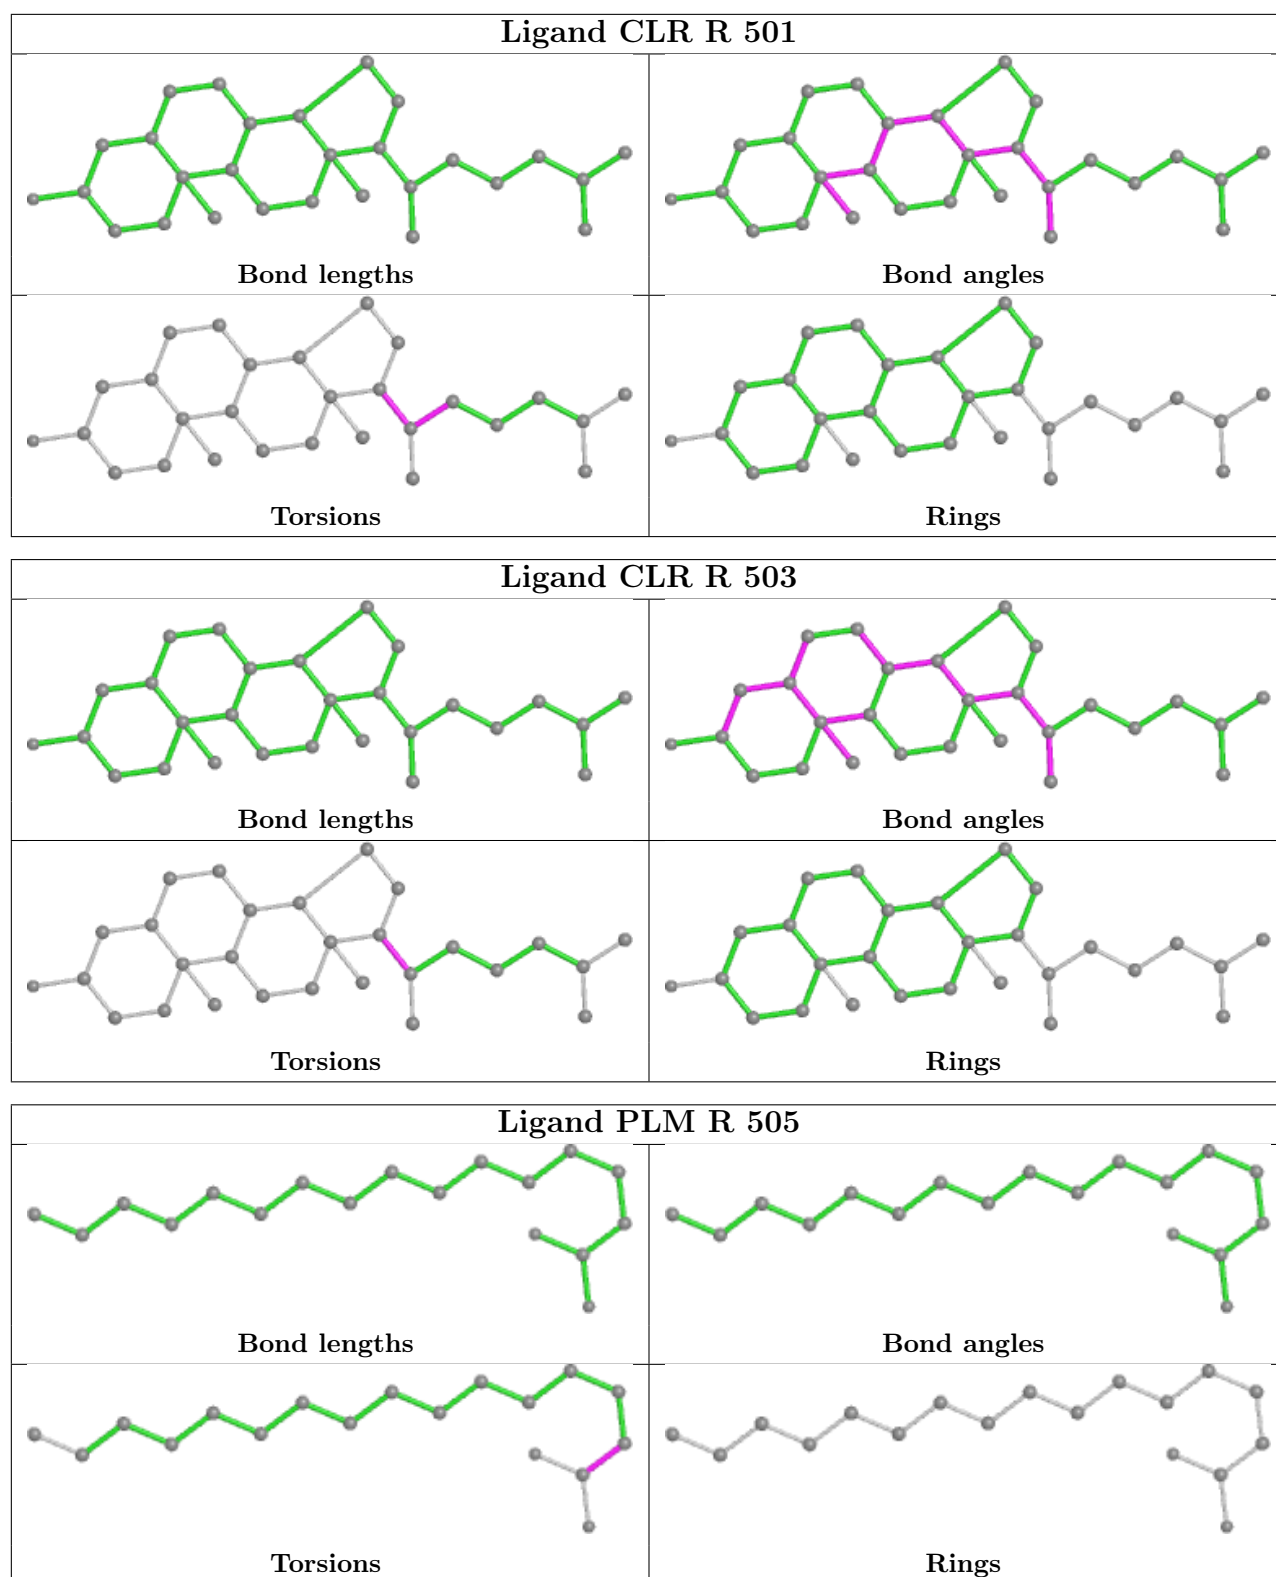 Ligand CLR R 501
Bond lengths
Bond angles
Torsions
Rings
Ligand CLR R 503
Bond lengths
Bond angles
Torsions
Rings
Ligand PLM R 505
Bond lengths
Bond angles
Torsions
Rings